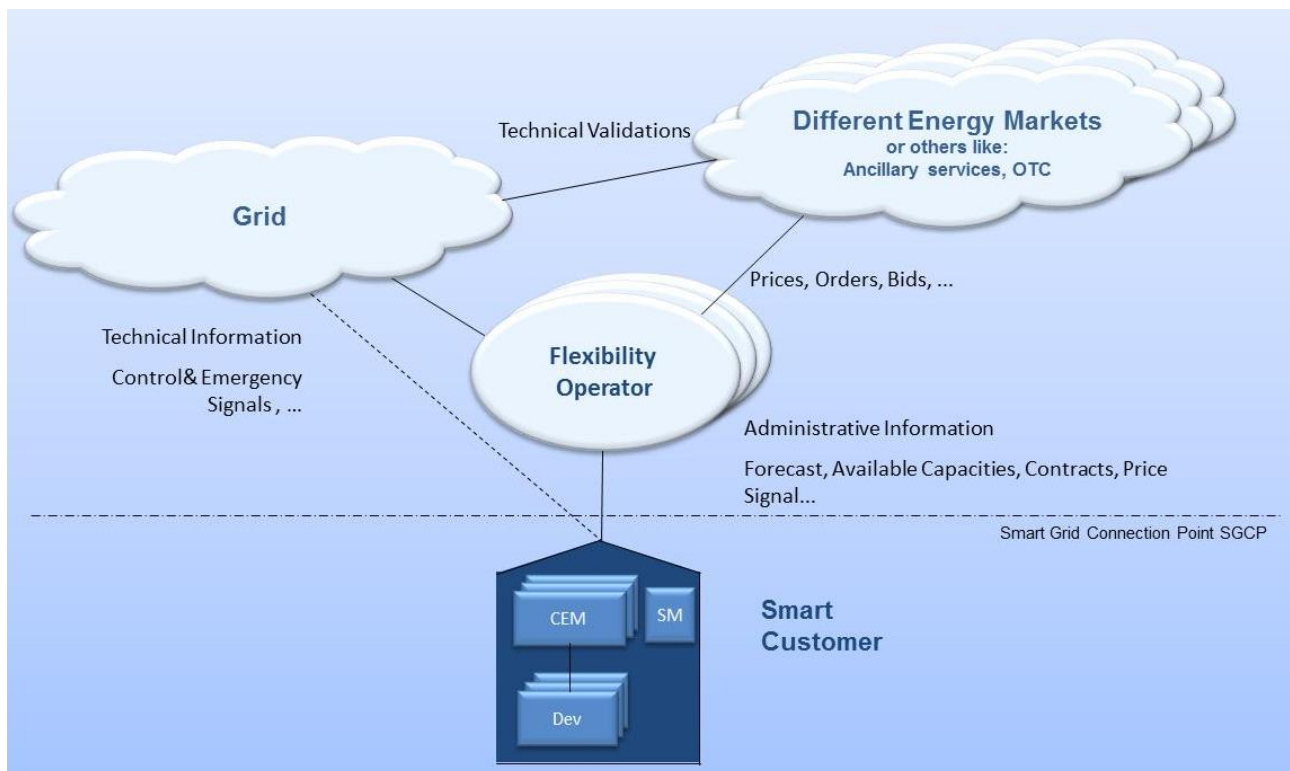 Technical Validations
Different Energy Markets
or others like:
Ancillary services, OTC
Grid
Prices, Orders, Bids, ...
Technical Information
Control& Emergency
Signals , ...
Flexibility
Operator
Administrative Information
Forecast, Available Capacities, Contracts, Price
Signal...
Smart Grid Connection Point SGCP
CEM
SM
Smart
Customer
Dev